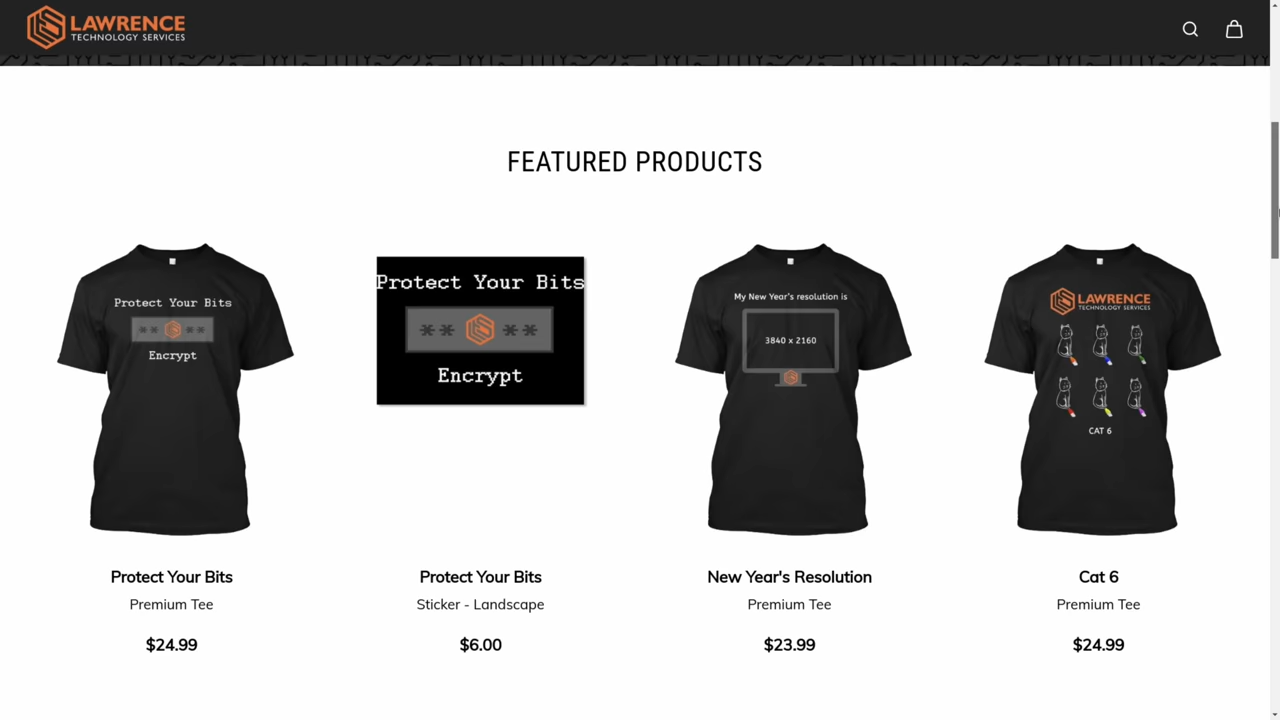 LAWRENCE
TECHNOLOGY SERVICES
FEATURED PRODUCTS
Protect Your Bits
** **
Encrypt
Protect Your Bits
** **
Encrypt
My New Year's resolution is
3840 x 2160
LAWRENCE
TECHNOLOGY SERVICES
CAT 6
Protect Your Bits
Premium Tee
$24.99
Protect Your Bits
Sticker - Landscape
$6.00
New Year's Resolution
Premium Tee
$23.99
Cat 6
Premium Tee
$24.99